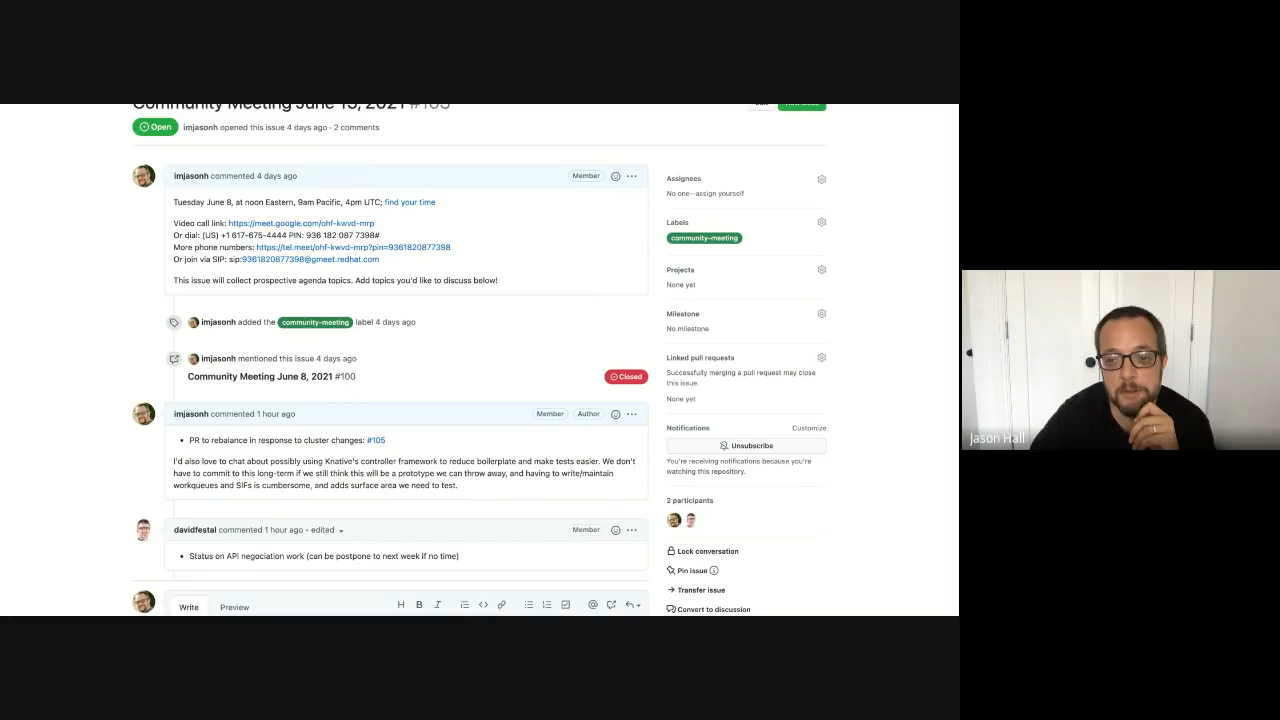 Community Meeting June 15, 2021 #103
Open
imjasonh opened this issue 4 days ago · 2 comments
imjasonh commented 4 days ago
Member
Tuesday June 8, at noon Eastern, 9am Pacific, 4pm UTC; find your time
Video call link: https://meet.google.com/ohf-kwvd-mrp
Or dial: (US) +1 617-675-4444 PIN: 936 182 087 7398#
More phone numbers: https://tel.meet/ohf-kwvd-mrp?pin=9361820877398
Or join via SIP: sip:9361820877398@gmeet.redhat.com
This issue will collect prospective agenda topics. Add topics you'd like to discuss below!
imjasonh added the community-meeting label 4 days ago
imjasonh mentioned this issue 4 days ago
Community Meeting June 8, 2021 #100
Closed
imjasonh commented 1 hour ago
Member Author
• PR to rebalance in response to cluster changes: #105
I'd also love to chat about possibly using Knative's controller framework to reduce boilerplate and make tests easier. We don't
have to commit to this long-term if we still think this will be a prototype we can throw away, and having to write/maintain
workqueues and SIFs is cumbersome, and adds surface area we need to test.
davidfestal commented 1 hour ago • edited
Member
• Status on API negociation work (can be postpone to next week if no time)
Write
Preview
Assignees
No one—assign yourself
Labels
community-meeting
Projects
None yet
Milestone
No milestone
Linked pull requests
Successfully merging a pull request may close
this issue.
None yet
Notifications
Customize
Unsubscribe
You're receiving notifications because you're
watching this repository.
2 participants
Lock conversation
Pin issue
Transfer issue
Convert to discussion
Jason Hall